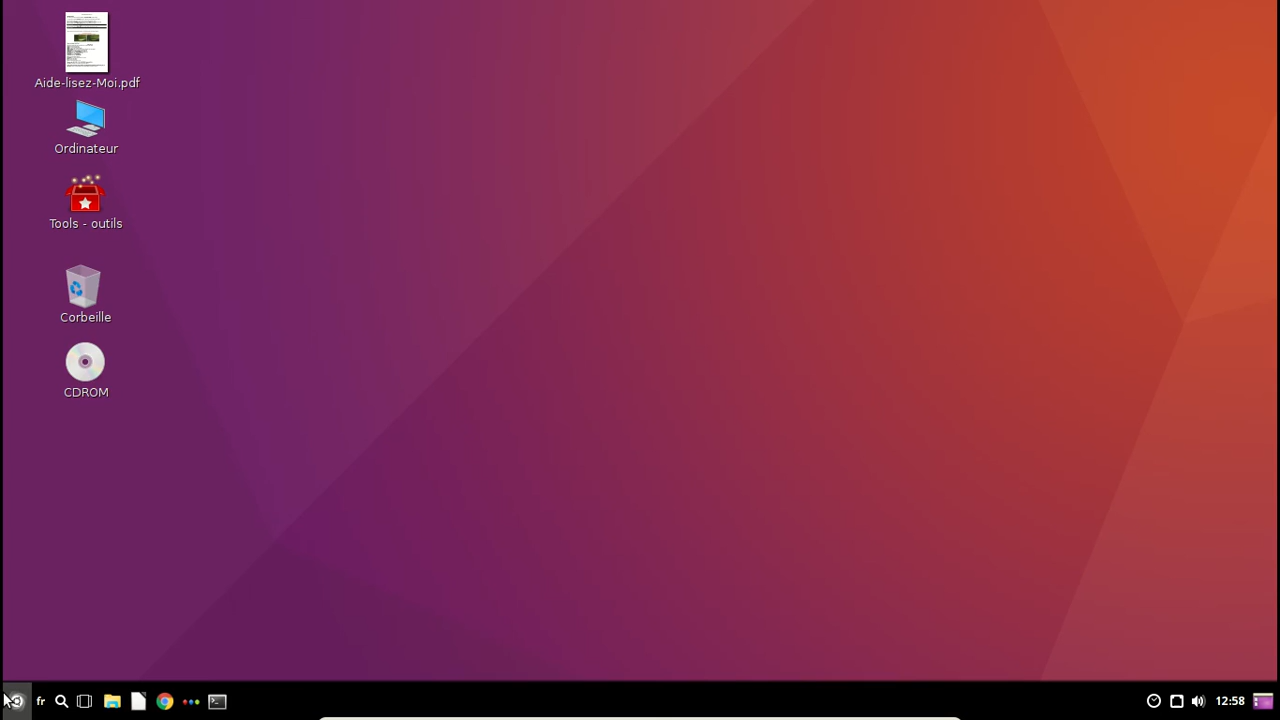 Aide-lisez-Moi.pdf
Ordinateur
Tools - outils
Corbeille
CDROM
fr
12:58